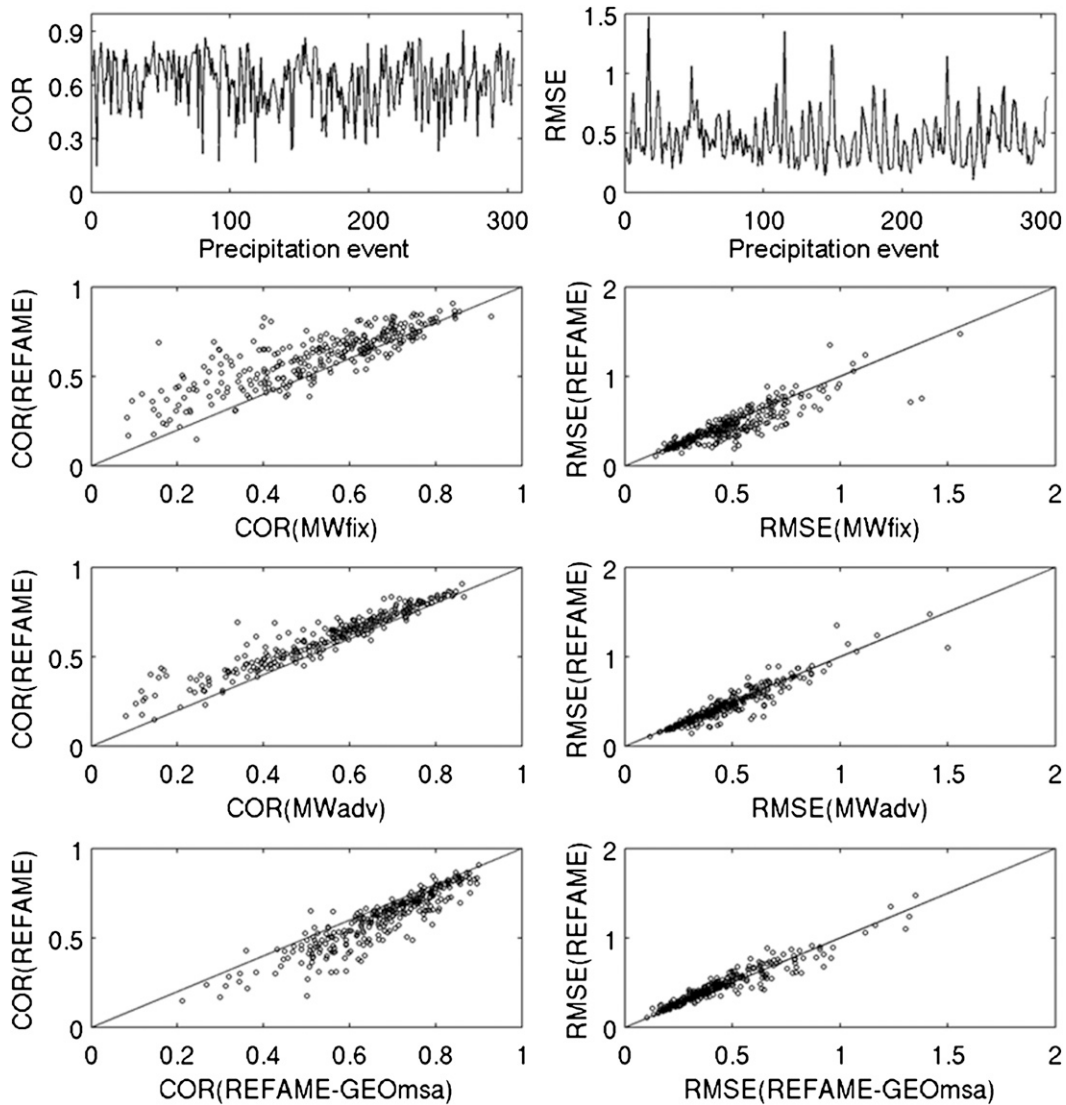 COR
0.9
0.6
0.3
0
0 100 200 300
Precipitation event
RMSE
1.5
1
0.5
0
0 100 200 300
Precipitation event
COR(REFAME)
1
0.5
0
0 0.2 0.4 0.6 0.8 1
COR(MWfix)
RMSE(REFAME)
2
1
0
0 0.5 1 1.5 2
RMSE(MWfix)
COR(REFAME)
1
0.5
0
0 0.2 0.4 0.6 0.8 1
COR(MWadv)
RMSE(REFAME)
2
1
0
0 0.5 1 1.5 2
RMSE(MWadv)
COR(REFAME)
1
0.5
0
0 0.2 0.4 0.6 0.8 1
COR(REFAME-GEOmsa)
RMSE(REFAME)
2
1
0
0 0.5 1 1.5 2
RMSE(REFAME-GEOmsa)